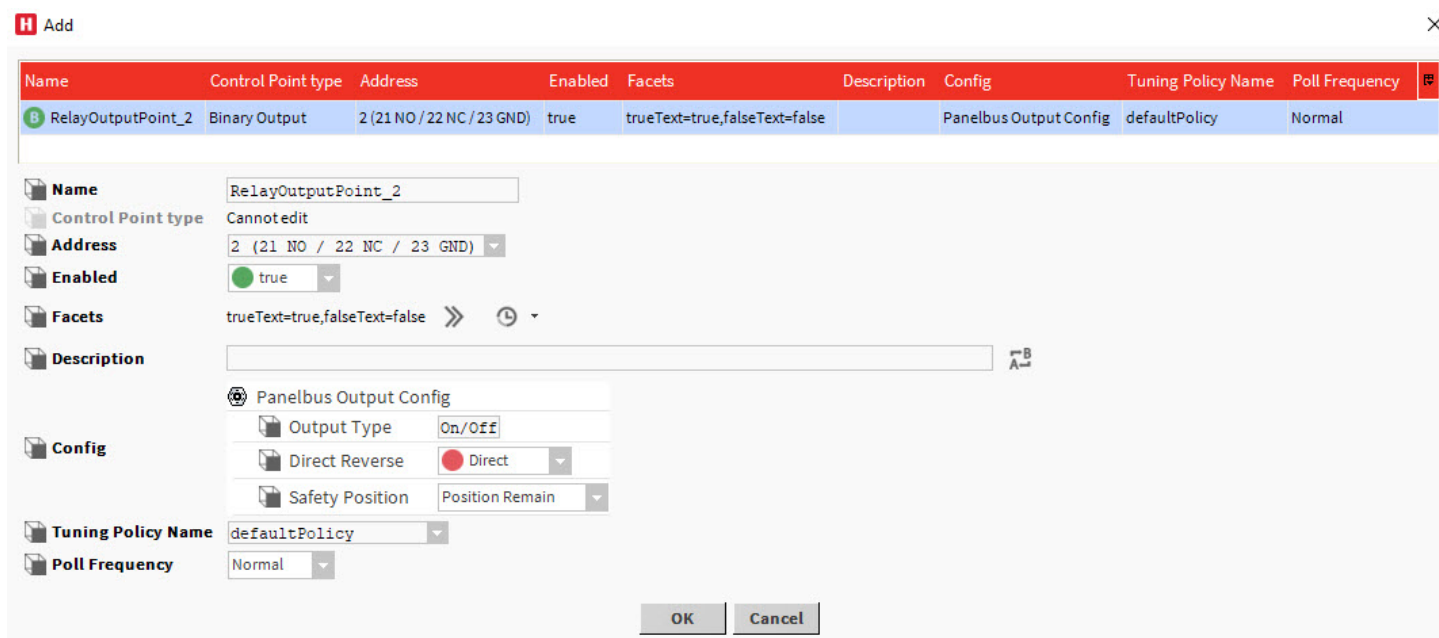 H Add
Name Control Point type Address Enabled Facets Description Config Tuning Policy Name Poll Frequency
B RelayOutputPoint_2 Binary Output 2 (21 NO / 22 NC / 23 GND) true trueText=true,falseText=false Panelbus Output Config defaultPolicy Normal
Name RelayOutputPoint_2
Control Point type Cannot edit
Address 2 (21 NO / 22 NC / 23 GND)
Enabled true
Facets trueText=true,falseText=false
Description
B
A
Panelbus Output Config
Output Type On/Off
Config
Direct Reverse Direct
Safety Position Position Remain
Tuning Policy Name defaultPolicy
Poll Frequency Normal
OK Cancel